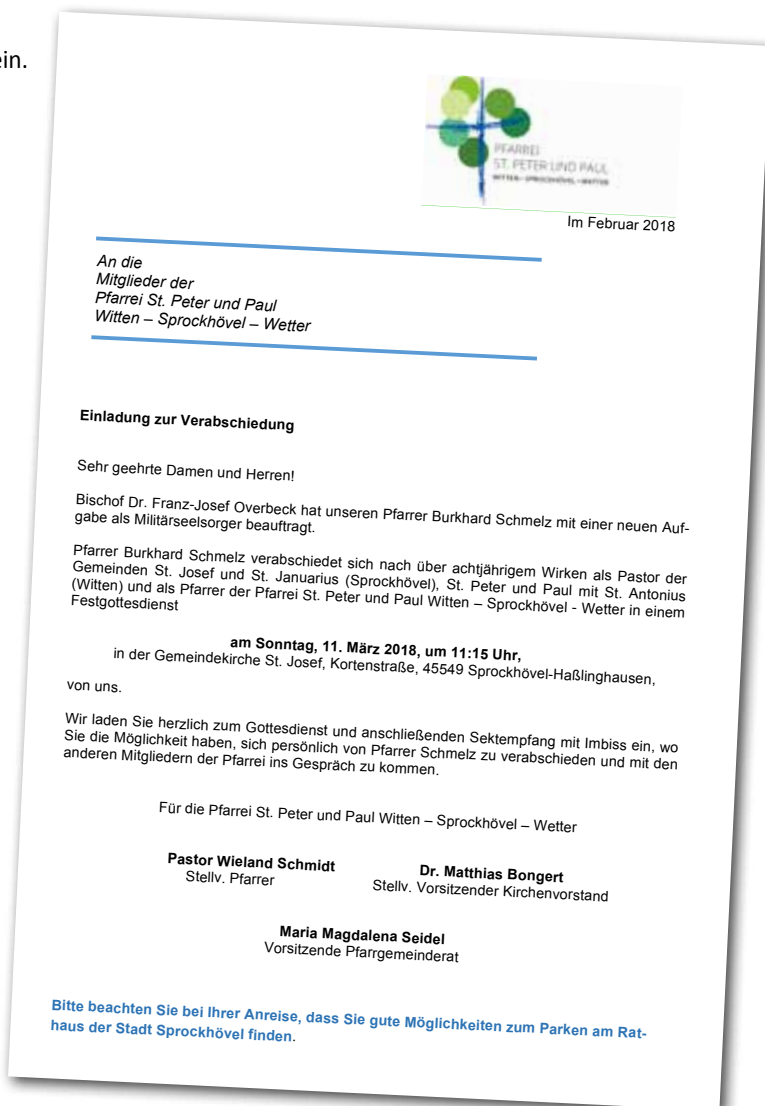 ein.
PFARREI
ST. PETER UND PAUL
WITTEN – SPROCKHÖVEL – WETTER
Im Februar 2018
An die
Mitglieder der
Pfarrei St. Peter und Paul
Witten – Sprockhövel – Wetter
Einladung zur Verabschiedung
Sehr geehrte Damen und Herren!
Bischof Dr. Franz-Josef Overbeck hat unseren Pfarrer Burkhard Schmelz mit einer neuen Auf-
gabe als Militärseelsorger beauftragt.
Pfarrer Burkhard Schmelz verabschiedet sich nach über achtjährigem Wirken als Pastor der
Gemeinden St. Josef und St. Januarius (Sprockhövel), St. Peter und Paul mit St. Antonius
(Witten) und als Pfarrer der Pfarrei St. Peter und Paul Witten – Sprockhövel - Wetter in einem
Festgottesdienst
am Sonntag, 11. März 2018, um 11:15 Uhr,
in der Gemeindekirche St. Josef, Kortenstraße, 45549 Sprockhövel-Haßlinghausen,
von uns.
Wir laden Sie herzlich zum Gottesdienst und anschließenden Sektempfang mit Imbiss ein, wo
Sie die Möglichkeit haben, sich persönlich von Pfarrer Schmelz zu verabschieden und mit den
anderen Mitgliedern der Pfarrei ins Gespräch zu kommen.
Für die Pfarrei St. Peter und Paul Witten – Sprockhövel – Wetter
Pastor Wieland Schmidt
Stellv. Pfarrer
Dr. Matthias Bongert
Stellv. Vorsitzender Kirchenvorstand
Maria Magdalena Seidel
Vorsitzende Pfarrgemeinderat
Bitte beachten Sie bei Ihrer Anreise, dass Sie gute Möglichkeiten zum Parken am Rat-
haus der Stadt Sprockhövel finden.